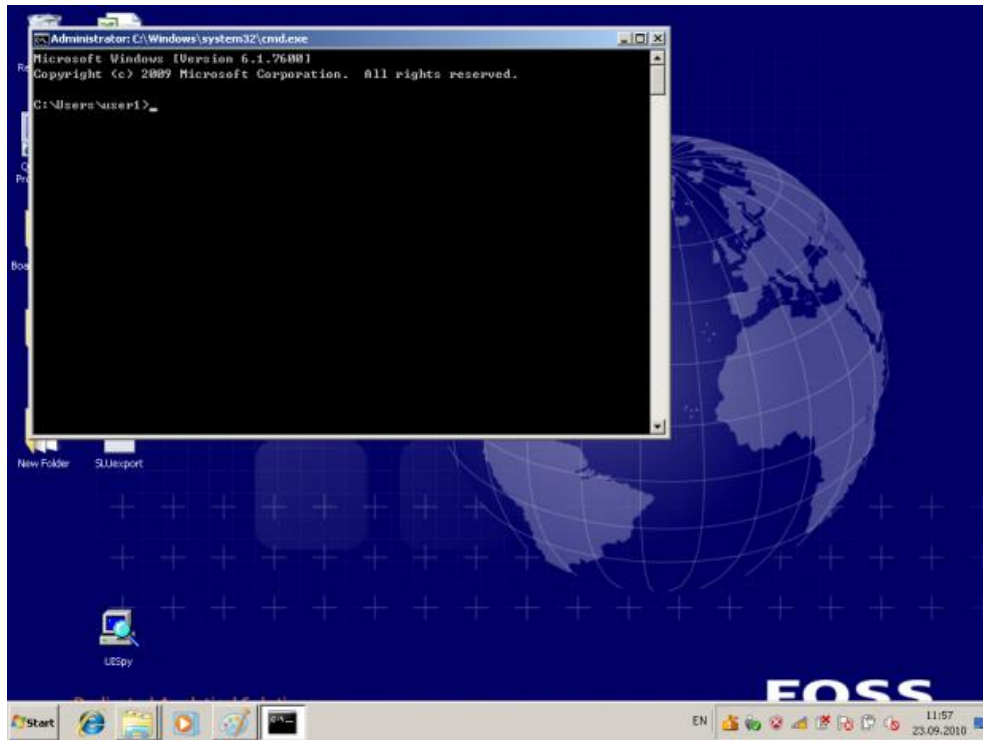 Administrator: C:\Windows\system32\cmd.exe
Microsoft Windows [Version 6.1.7600]
Copyright (c) 2009 Microsoft Corporation.  All rights reserved.
C:\Users\user1>_
New Folder
SLUexport
UISpy
FOSS
Start
EN
11:57
23.09.2010